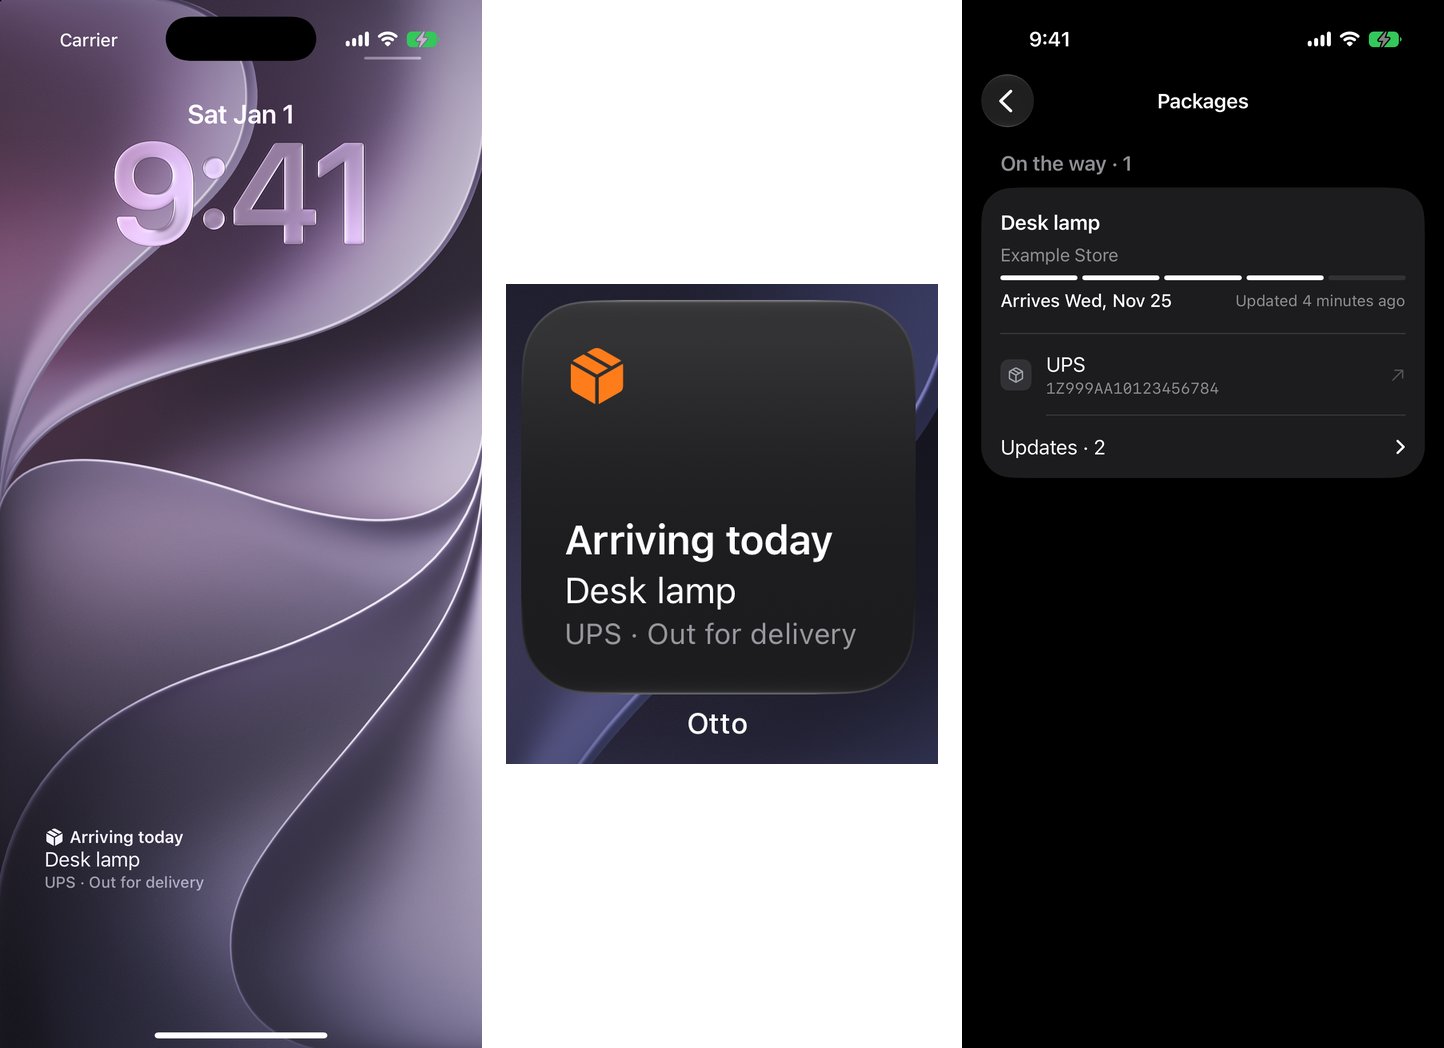 Carrier
Sat Jan 1
9:41
Arriving today
Desk lamp
UPS · Out for delivery
Arriving today
Desk lamp
UPS · Out for delivery
Otto
9:41
Packages
On the way · 1
Desk lamp
Example Store
Arrives Wed, Nov 25
Updated 4 minutes ago
UPS
1Z999AA10123456784
Updates · 2